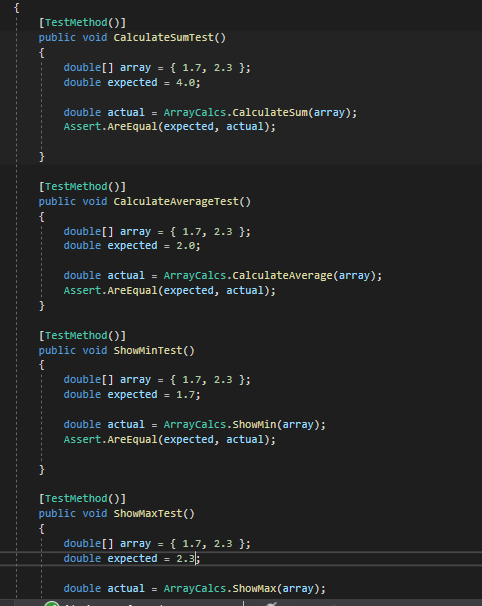 {
[TestMethod()]
public void CalculateSumTest()
{
double[] array = { 1.7, 2.3 };
double expected = 4.0;
double actual = ArrayCalcs.CalculateSum(array);
Assert.AreEqual(expected, actual);
}
[TestMethod()]
public void CalculateAverageTest()
{
double[] array = { 1.7, 2.3 };
double expected = 2.0;
double actual = ArrayCalcs.CalculateAverage(array);
Assert.AreEqual(expected, actual);
}
[TestMethod()]
public void ShowMinTest()
{
double[] array = { 1.7, 2.3 };
double expected = 1.7;
double actual = ArrayCalcs.ShowMin(array);
Assert.AreEqual(expected, actual);
}
[TestMethod()]
public void ShowMaxTest()
{
double[] array = { 1.7, 2.3 };
double expected = 2.3;
double actual = ArrayCalcs.ShowMax(array);